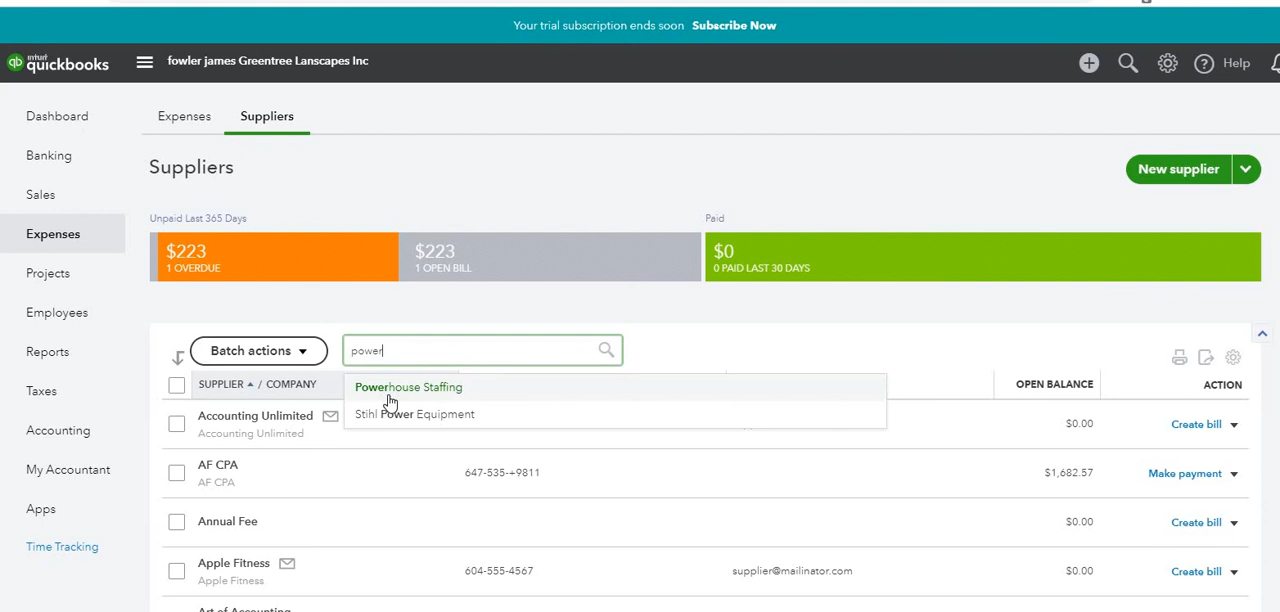 Your trial subscription ends soon Subscribe Now
intuit quickbooks
fowler james Greentree Lanscapes Inc
Help
Dashboard
Banking
Sales
Expenses
Projects
Employees
Reports
Taxes
Accounting
My Accountant
Apps
Time Tracking
Expenses Suppliers
Suppliers
New supplier
Unpaid Last 365 Days
Paid
$223
1 OVERDUE
$223
1 OPEN BILL
$0
0 PAID LAST 30 DAYS
Batch actions
power
Powerhouse Staffing
Stihl Power Equipment
SUPPLIER / COMPANY
OPEN BALANCE
ACTION
Accounting Unlimited
Accounting Unlimited
$0.00
Create bill
AF CPA
AF CPA
647-535-+9811
$1,682.57
Make payment
Annual Fee
$0.00
Create bill
Apple Fitness
Apple Fitness
604-555-4567
supplier@mailinator.com
$0.00
Create bill
Art of Accounting